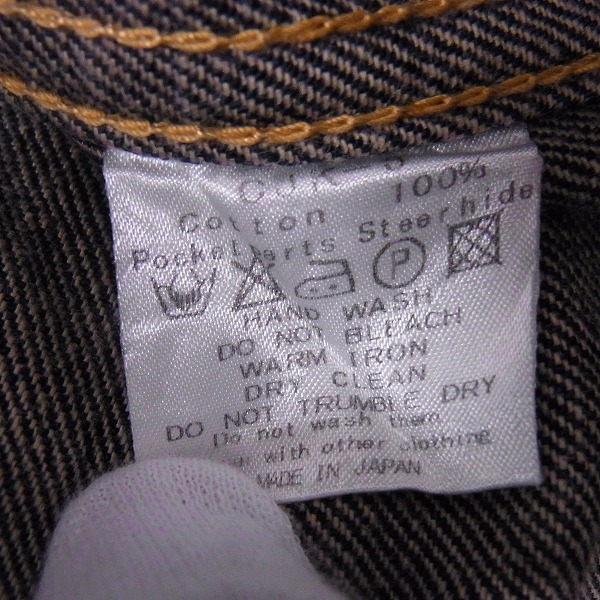 Cotton 100%
Pocket Parts Steerhide
P
HAND WASH
DO NOT BLEACH
WARM IRON
DRY CLEAN
DO NOT TRUMBLE DRY
Do not wash them
with other clothing
MADE IN JAPAN